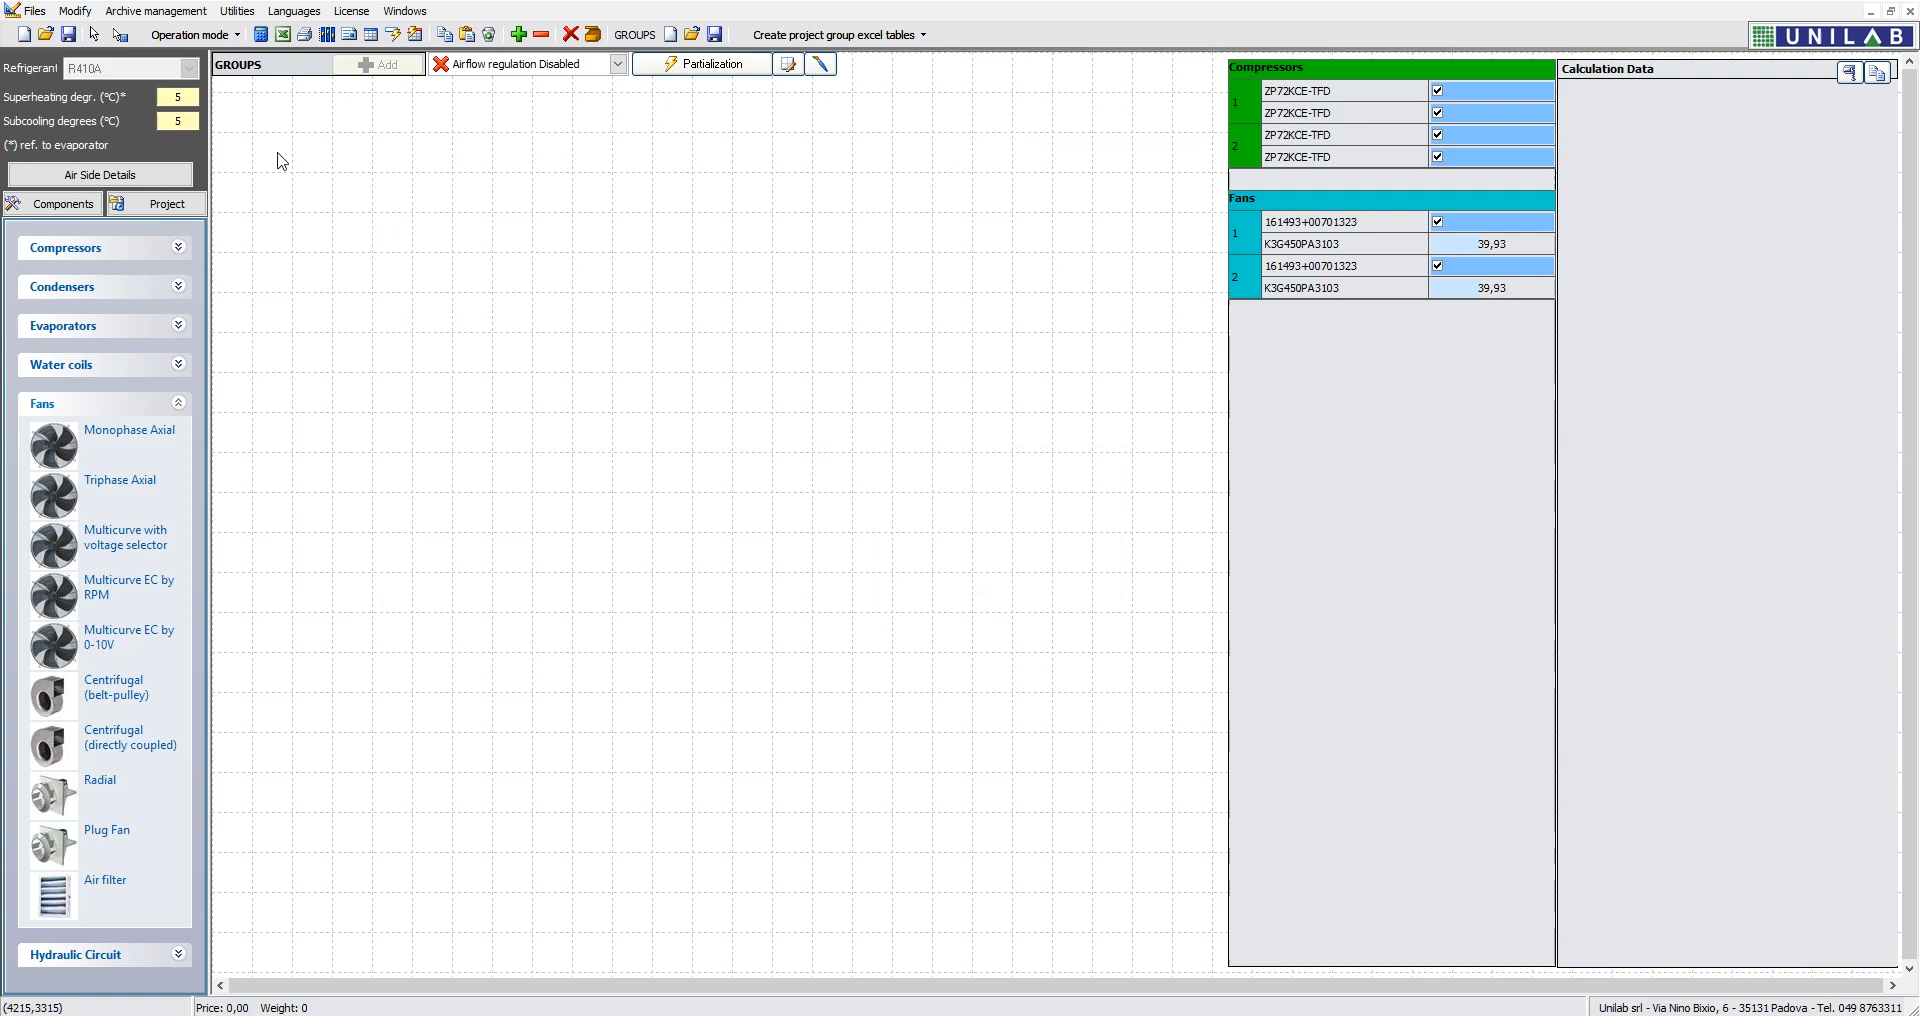 Files Modify Archive management Utilities Languages License Windows
Operation mode GROUPS Create project group excel tables
UNILAB
Refrigerant R410A
GROUPS Add Airflow regulation Disabled Partialization
Superheating degr. (°C)* 5
Subcooling degrees (°C) 5
(*) ref. to evaporator
Air Side Details
Components Project
Compressors
Condensers
Evaporators
Water coils
Fans
Monophase Axial
Triphase Axial
Multicurve with
voltage selector
Multicurve EC by
RPM
Multicurve EC by
0-10V
Centrifugal
(belt-pulley)
Centrifugal
(directly coupled)
Radial
Plug Fan
Air filter
Hydraulic Circuit
Compressors
1
ZP72KCE-TFD
ZP72KCE-TFD
2
ZP72KCE-TFD
ZP72KCE-TFD
Fans
1
161493+00701323
K3G450PA3103 39,93
2
161493+00701323
K3G450PA3103 39,93
Calculation Data
(4215,3315) Price: 0,00 Weight: 0 Unilab srl - Via Nino Bixio, 6 - 35131 Padova - Tel. 049 8763311